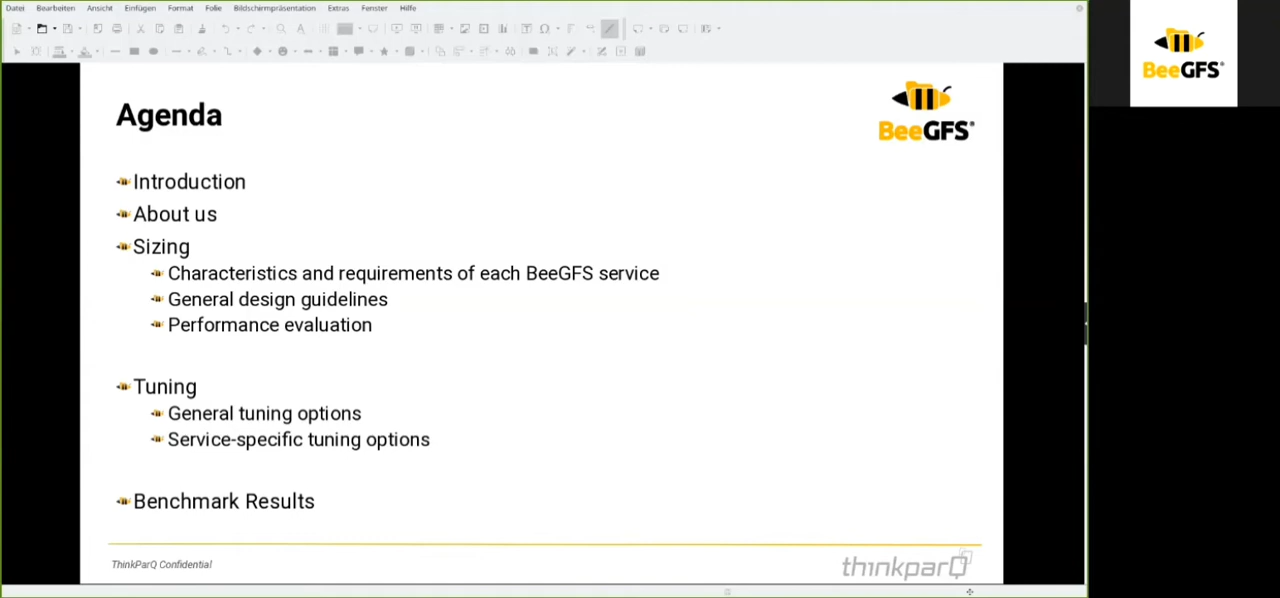 Datei Bearbeiten Ansicht Einfügen Format Folie Bildschirmpräsentation Extras Fenster Hilfe
BeeGFS®
Agenda
BeeGFS®
Introduction
About us
Sizing
Characteristics and requirements of each BeeGFS service
General design guidelines
Performance evaluation
Tuning
General tuning options
Service-specific tuning options
Benchmark Results
ThinkParQ Confidential
thinkparQ